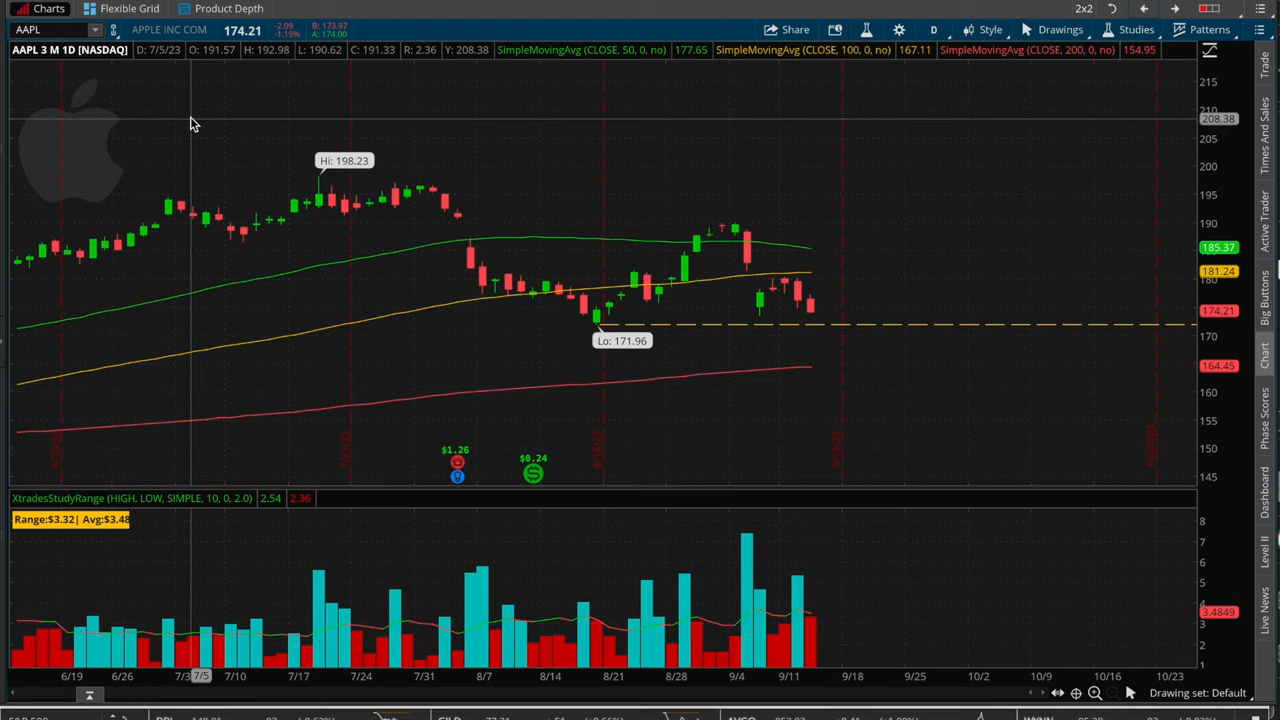 Charts Flexible Grid Product Depth 2x2
AAPL APPLE INC COM 174.21 -2.09 -1.19% B: 173.97 A: 174.00 Share D Style Drawings Studies Patterns
AAPL 3 M 1D [NASDAQ] D: 7/5/23 O: 191.57 H: 192.98 L: 190.62 C: 191.33 R: 2.36 Y: 208.38 SimpleMovingAvg (CLOSE, 50, 0, no) 177.65 SimpleMovingAvg (CLOSE, 100, 0, no) 167.11 SimpleMovingAvg (CLOSE, 200, 0, no) 154.95
215
210
208.38
205
200
195
190
185.37
181.24
180
174.21
170
164.45
160
155
150
145
Hi: 198.23
Lo: 171.96
$1.26
$0.24
XtradesStudyRange (HIGH, LOW, SIMPLE, 10, 0, 2.0) 2.54 2.36
Range:$3.32| Avg:$3.48
8
7
6
5
3.4849
3
2
1
6/19 6/26 7/3 7/5 7/10 7/17 7/24 7/31 8/7 8/14 8/21 8/28 9/4 9/11 9/18 9/25 10/2 10/9 10/16 10/23
Drawing set: Default
Trade
Times And Sales
Active Trader
Big Buttons
Chart
Phase Scores
Dashboard
Level II
Live News